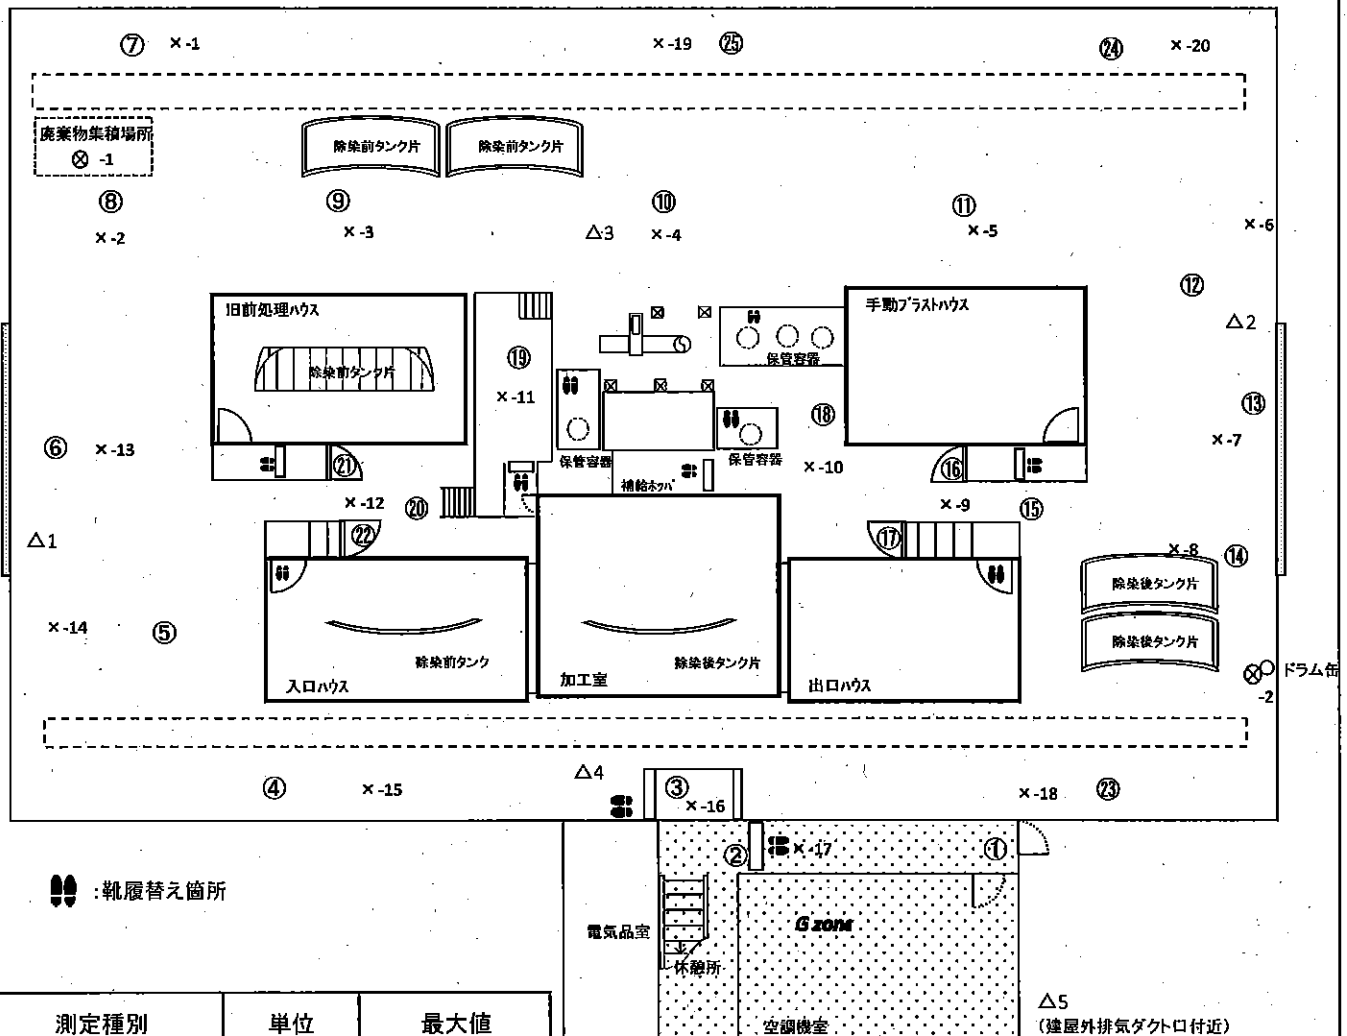 ⑦ ×-1 ×-19 ㉕ ㉔ ×-20
廃棄物集積場所
⊗ -1
除染前タンク片 除染前タンク片
⑧ ⑨ ⑩ ⑪
×-2 ×-3 △3 ×-4 ×-5 ×-6
⑫
旧前処理ハウス 手動ブラストハウス
△2
除染前タンク片 ⑲ 保管容器
×-11 ⑱ ⑬
⑥ ×-13 ×-7
㉑ 保管容器 保管容器 ×-10 ⑯
補給ホッパ
×-12 ⑳ ×-9 ⑮
△1 ㉒ ⑰ ×-8 ⑭
除染後タンク片
×-14 ⑤ 除染後タンク片
除染前タンク 除染後タンク片
入口ハウス 加工室 出口ハウス
⊗ ドラム缶
-2
④ ×-15 △4 ③ ×-16 ×-18 ㉓
② ×-17 ①
:靴履替え箇所
G zone
電気品室
休憩所
△5
測定種別 単位 最大値
空調機室 (建屋外排気ダクト口付近)